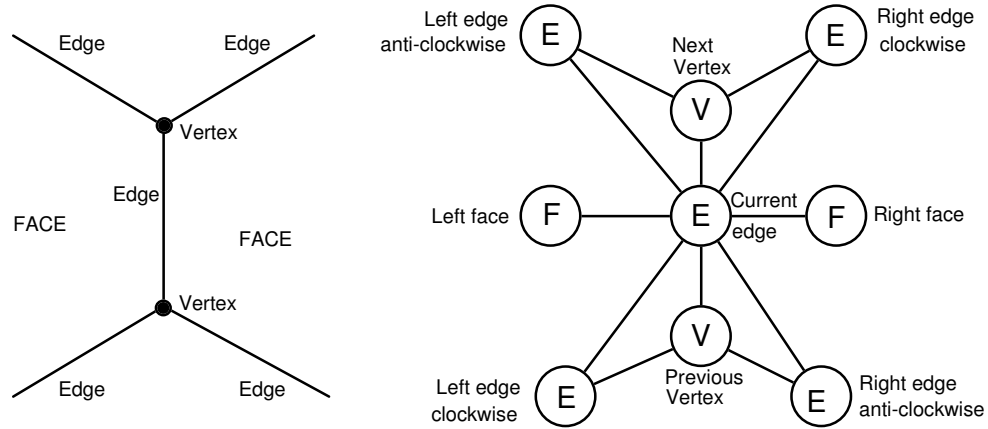 Edge
Edge
Vertex
Edge
FACE
FACE
Vertex
Edge
Edge
Left edge
anti-clockwise
E
Next
Vertex
V
E
Right edge
clockwise
Left face
F
E
Current
edge
F
Right face
Left edge
clockwise
E
V
Previous
Vertex
E
Right edge
anti-clockwise